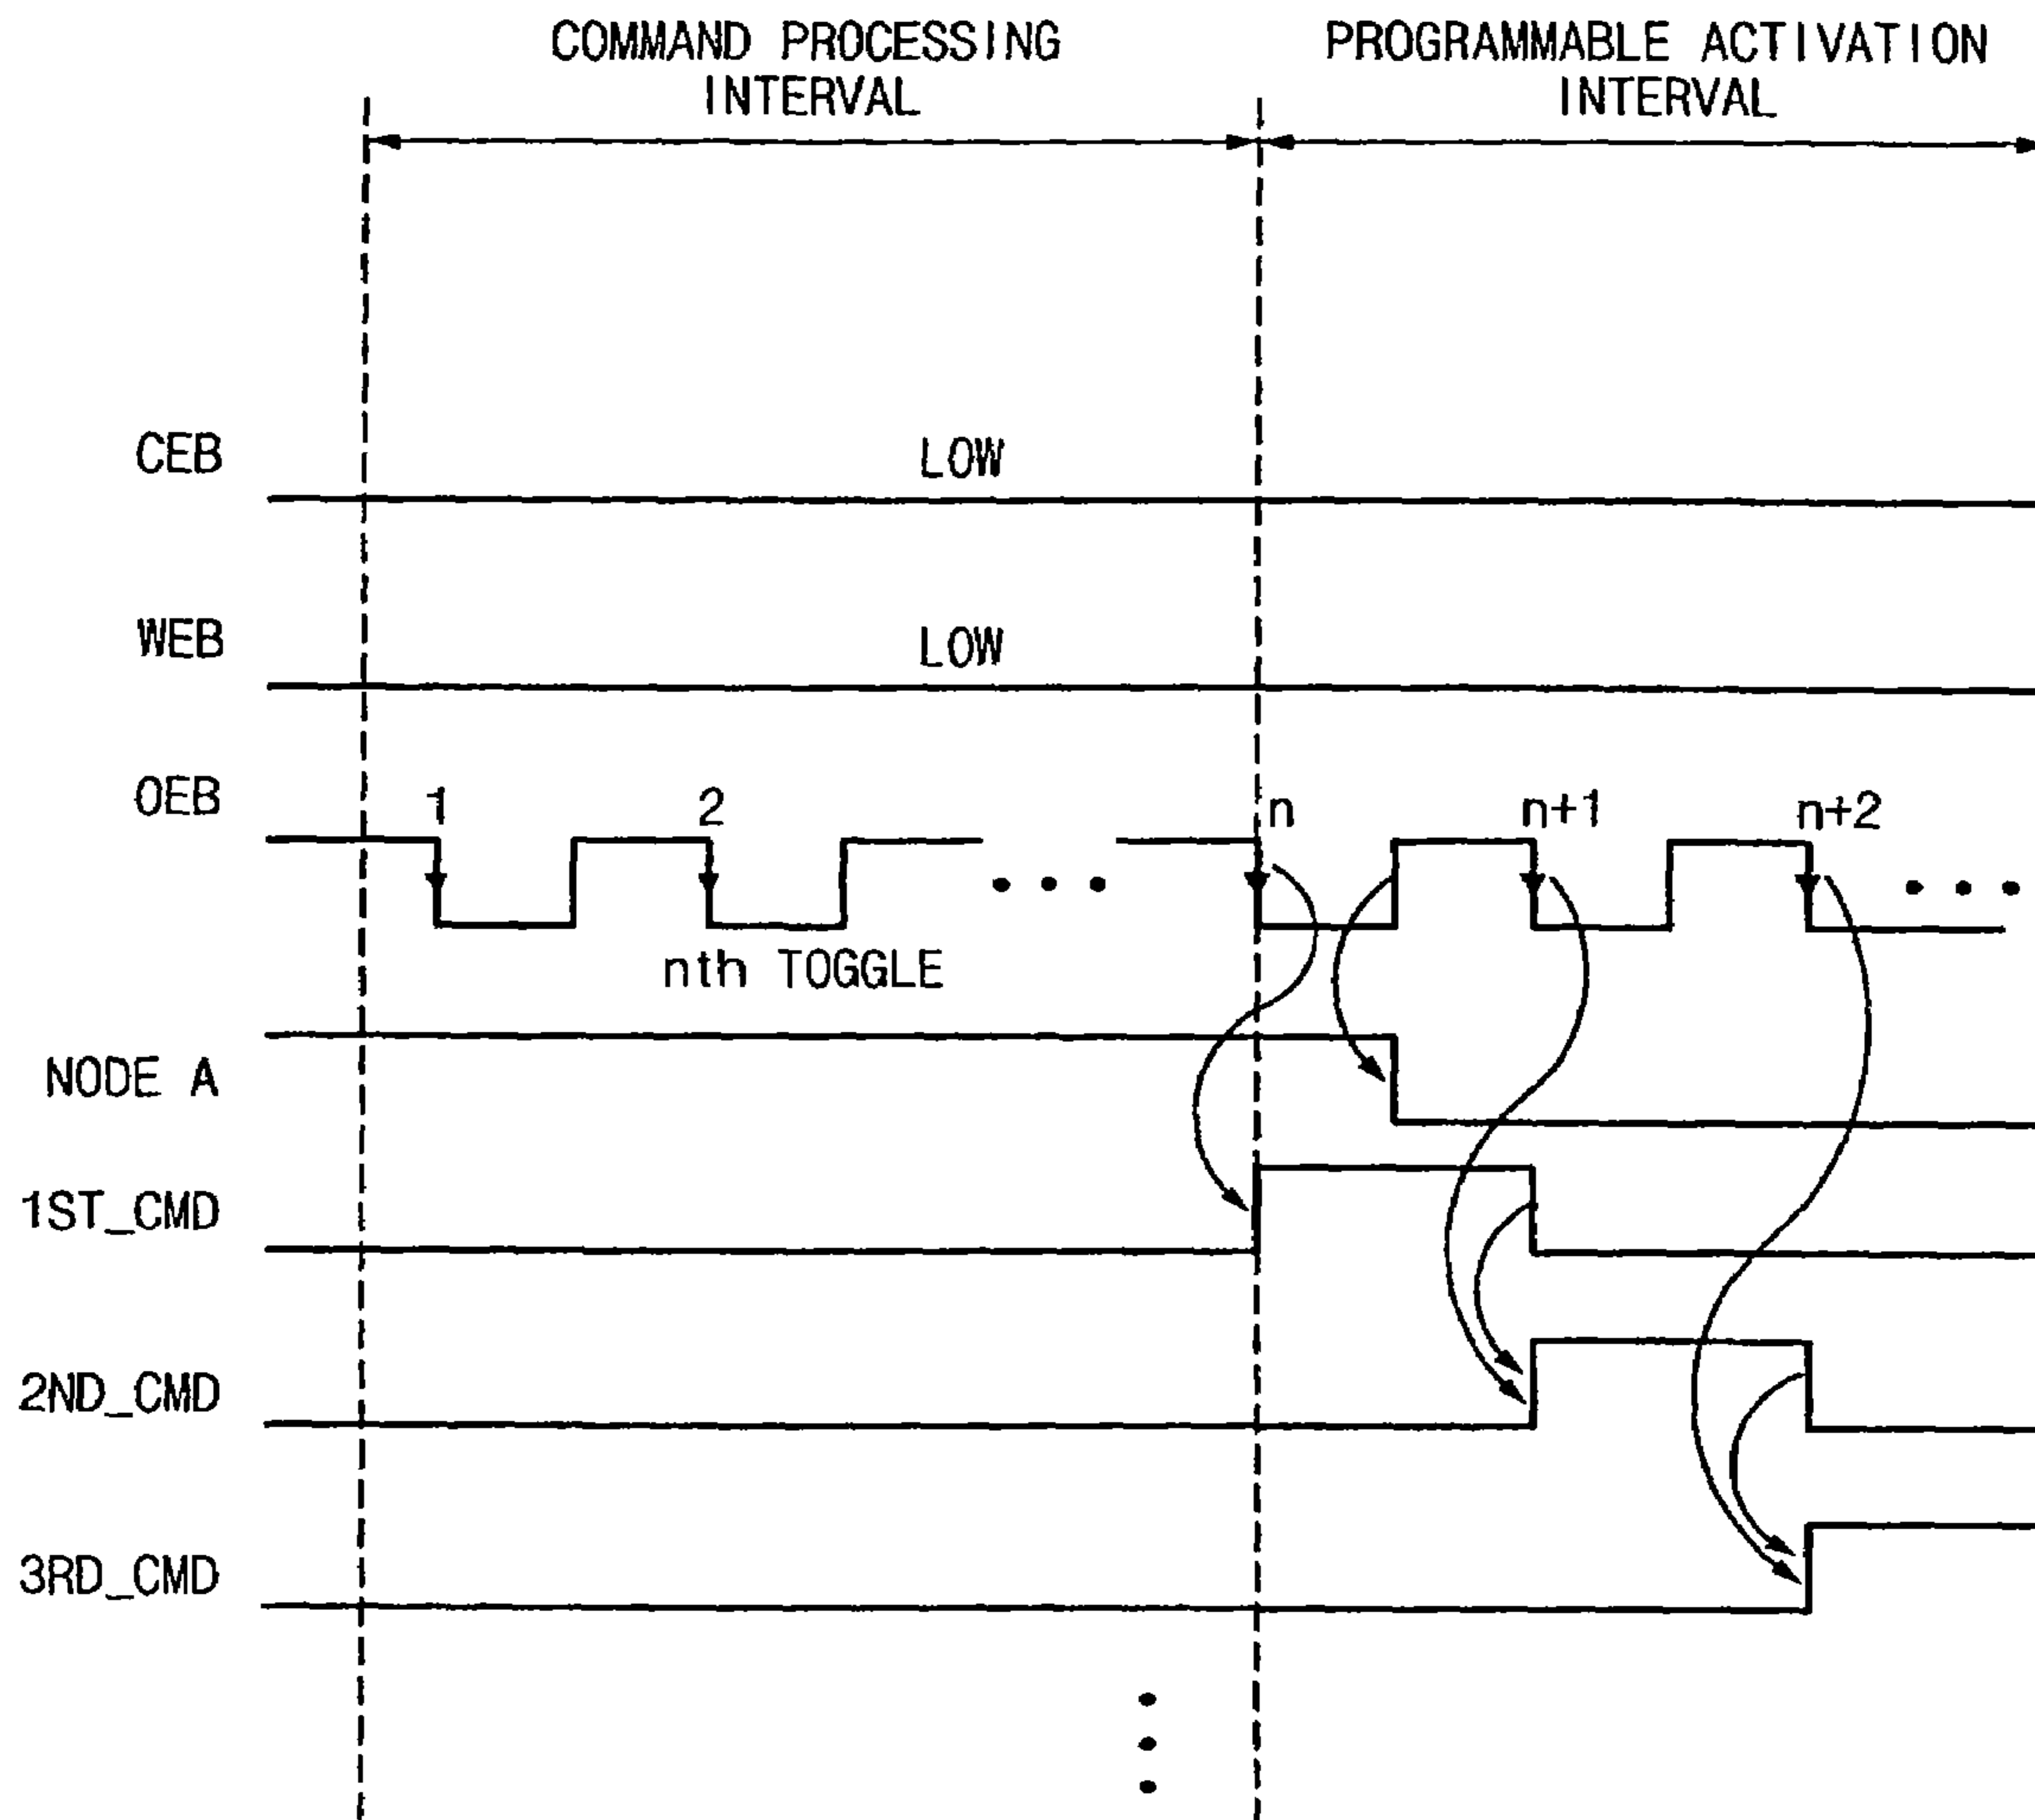 COMMAND PROCESSING
INTERVAL
PROGRAMMABLE ACTIVATION
INTERVAL
CEB
LOW
WEB
LOW
OEB
1
2
n
n+1
n+2
nth TOGGLE
NODE A
1ST_CMD
2ND_CMD
3RD_CMD